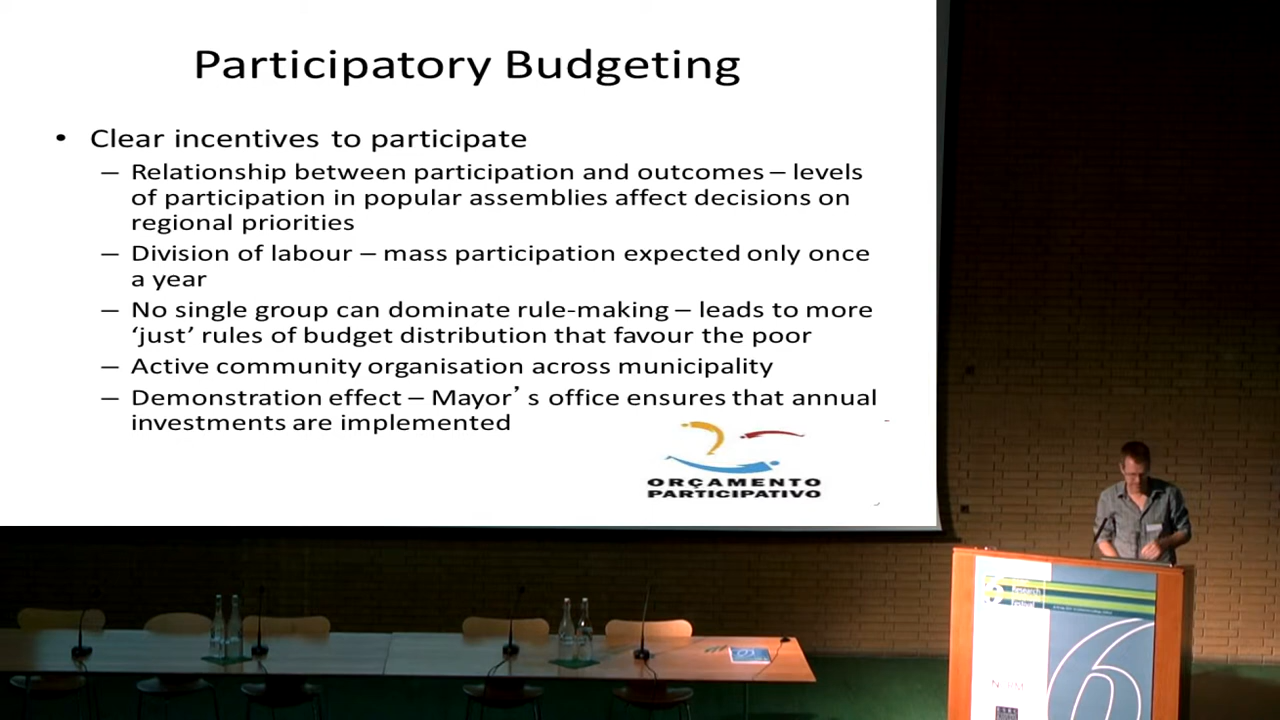 Participatory Budgeting
• Clear incentives to participate
– Relationship between participation and outcomes – levels
of participation in popular assemblies affect decisions on
regional priorities
– Division of labour – mass participation expected only once
a year
– No single group can dominate rule-making – leads to more
‘just’ rules of budget distribution that favour the poor
– Active community organisation across municipality
– Demonstration effect – Mayor’ s office ensures that annual
investments are implemented
ORÇAMENTO
PARTICIPATIVO
Research
Festival
6